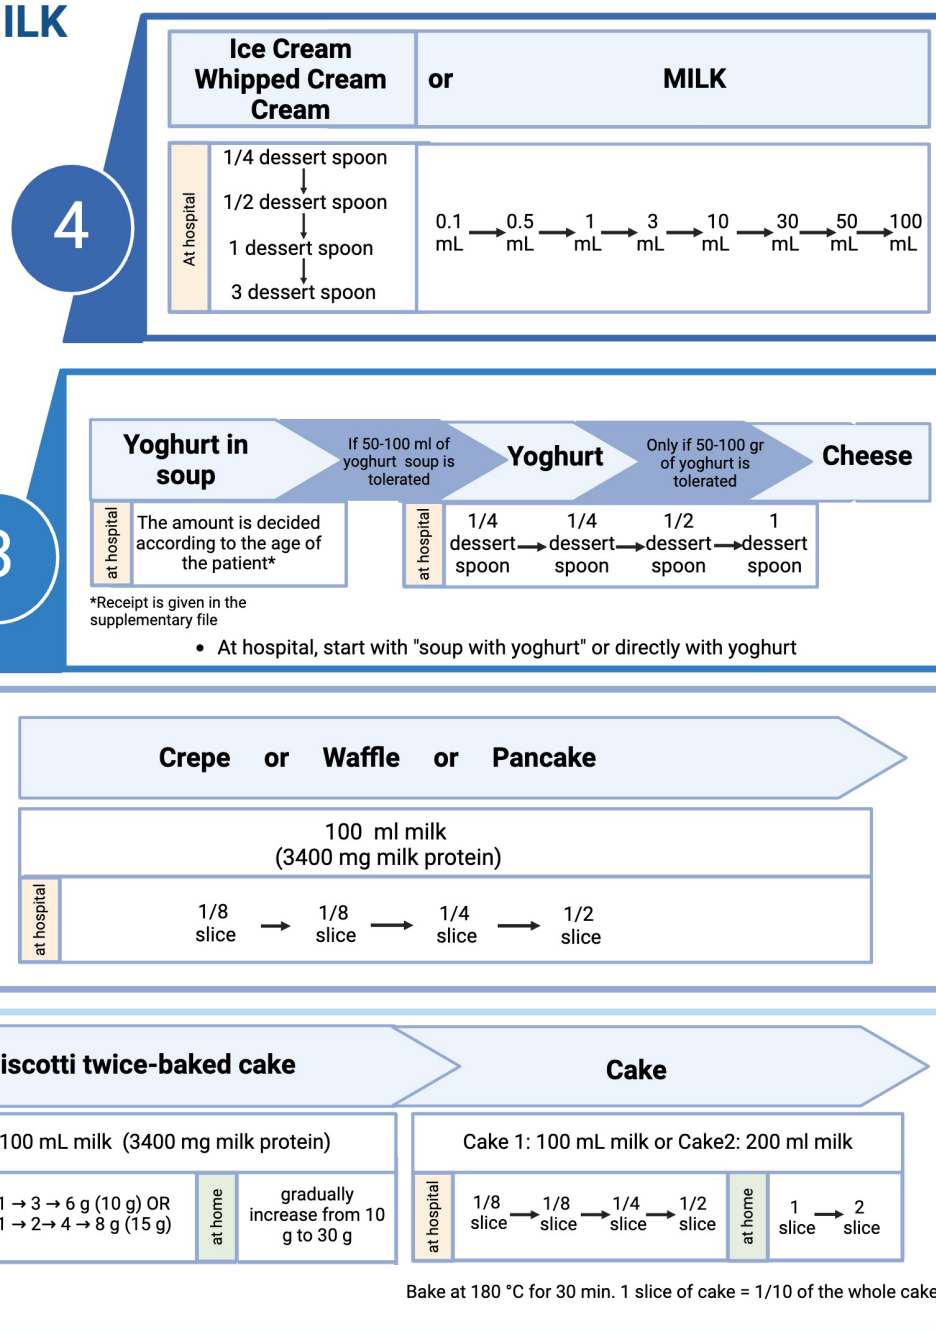 ILK
Ice Cream
Whipped Cream
Cream
or
MILK
At hospital
1/4 dessert spoon
1/2 dessert spoon
1 dessert spoon
3 dessert spoon
0.1 mL → 0.5 mL → 1 mL → 3 mL → 10 mL → 30 mL → 50 mL → 100 mL
4
Yoghurt in
soup
If 50-100 ml of
yoghurt soup is
tolerated
Yoghurt
Only if 50-100 gr
of yoghurt is
tolerated
Cheese
at hospital
The amount is decided
according to the age of
the patient*
at hospital
1/4 dessert spoon → 1/4 dessert spoon → 1/2 dessert spoon → 1 dessert spoon
3
*Receipt is given in the
supplementary file
• At hospital, start with "soup with yoghurt" or directly with yoghurt
Crepe or Waffle or Pancake
100 ml milk
(3400 mg milk protein)
at hospital
1/8 slice → 1/8 slice → 1/4 slice → 1/2 slice
iscotti twice-baked cake
Cake
100 mL milk (3400 mg milk protein)
1 → 3 → 6 g (10 g) OR
1 → 2→ 4 → 8 g (15 g)
at home
gradually
increase from 10
g to 30 g
Cake 1: 100 mL milk or Cake2: 200 ml milk
at hospital
1/8 slice → 1/8 slice → 1/4 slice → 1/2 slice
at home
1 slice → 2 slice
Bake at 180 °C for 30 min. 1 slice of cake = 1/10 of the whole cake